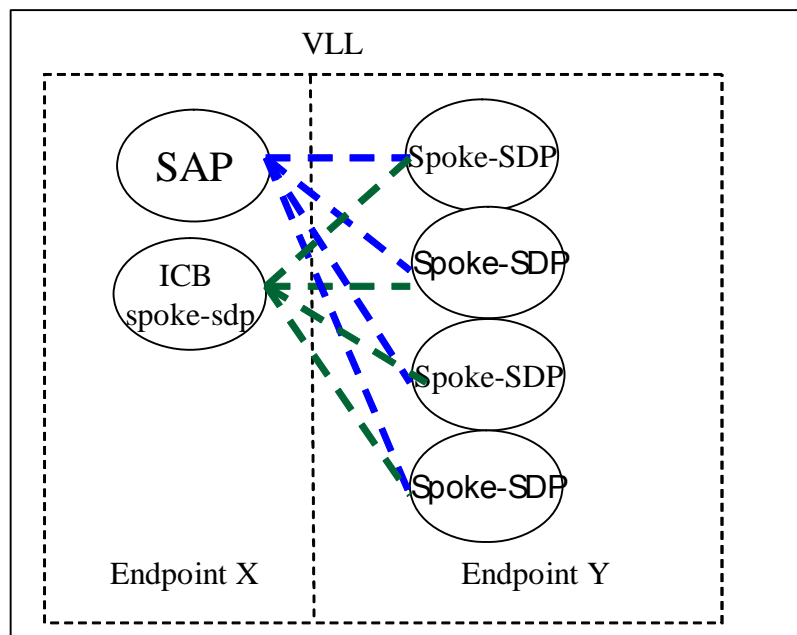 VLL
SAP
ICB
spoke-sdp
Spoke-SDP
Spoke-SDP
Spoke-SDP
Spoke-SDP
Endpoint X
Endpoint Y